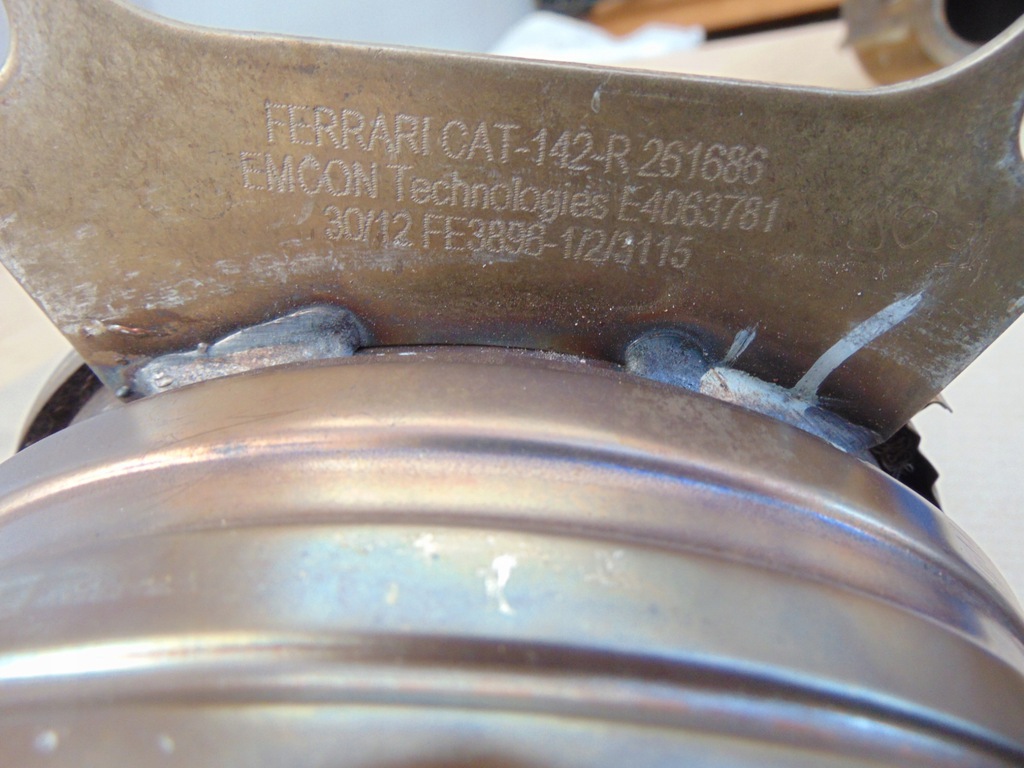 FERRARI CAT-142-R 261686
EMCON Technologies E4063781
30/12 FE3898-1/2/3115